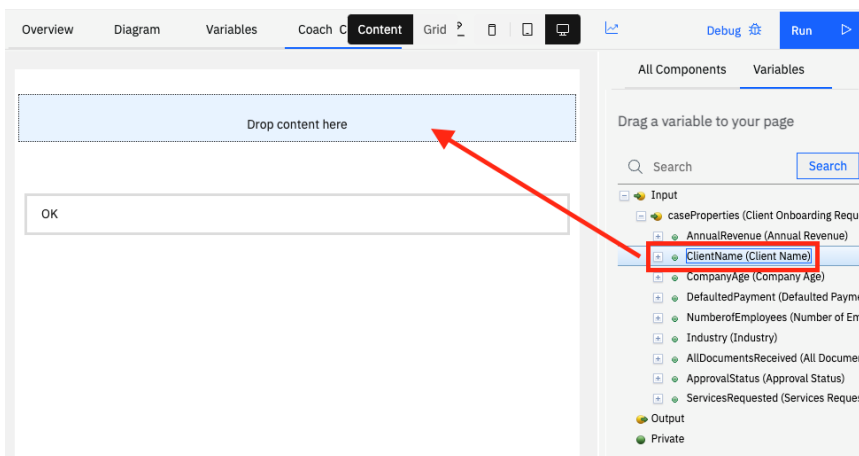 Overview Diagram Variables Coach C Content Grid Debug Run
All Components Variables
Drop content here
Drag a variable to your page
Search Search
Input
OK
caseProperties (Client Onboarding Requ
AnnualRevenue (Annual Revenue)
ClientName (Client Name)
CompanyAge (Company Age)
DefaultedPayment (Defaulted Payme
NumberofEmployees (Number of Em
Industry (Industry)
AllDocumentsReceived (All Documen
ApprovalStatus (Approval Status)
ServicesRequested (Services Reques
Output
Private